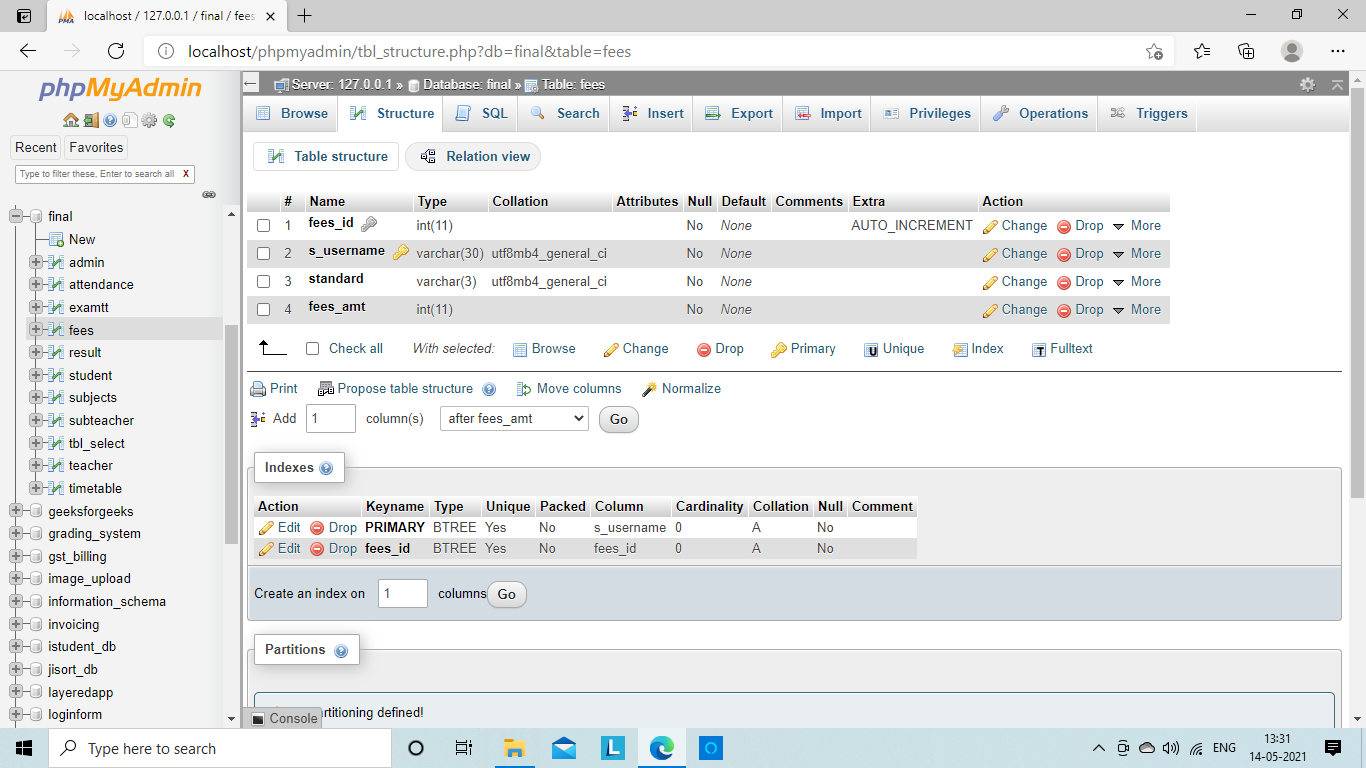 localhost / 127.0.0.1 / final / fees
localhost/phpmyadmin/tbl_structure.php?db=final&table=fees
phpMyAdmin
Recent Favorites
Type to filter these, Enter to search all X
final
New
admin
attendance
examtt
fees
result
student
subjects
subteacher
tbl_select
teacher
timetable
geeksforgeeks
grading_system
gst_billing
image_upload
information_schema
invoicing
istudent_db
jisort_db
layeredapp
loginform
Server: 127.0.0.1 » Database: final » Table: fees
Browse Structure SQL Search Insert Export Import Privileges Operations Triggers
Table structure Relation view
# Name Type Collation Attributes Null Default Comments Extra Action
1 fees_id int(11) No None AUTO_INCREMENT Change Drop More
2 s_username varchar(30) utf8mb4_general_ci No None Change Drop More
3 standard varchar(3) utf8mb4_general_ci No None Change Drop More
4 fees_amt int(11) No None Change Drop More
Check all With selected: Browse Change Drop Primary Unique Index Fulltext
Print Propose table structure Move columns Normalize
Add 1 column(s) after fees_amt Go
Indexes
Action Keyname Type Unique Packed Column Cardinality Collation Null Comment
Edit Drop PRIMARY BTREE Yes No s_username 0 A No
Edit Drop fees_id BTREE Yes No fees_id 0 A No
Create an index on 1 columns Go
Partitions
rtitioning defined!
Console
Type here to search
ENG
13:31
14-05-2021